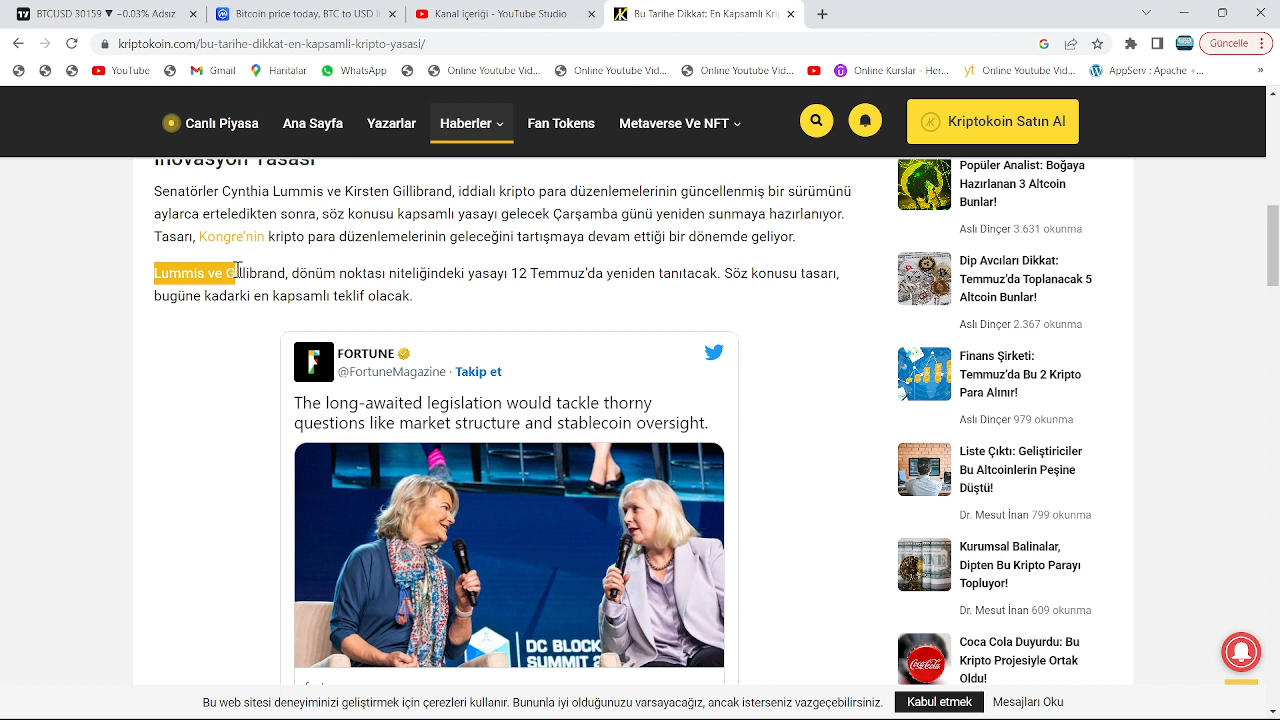 BTCUSD 30159 ▼ −0.03% Adsız
Bitcoin price today, BTC to USD li
Kanal içeriği - YouTube Studio
Bu Tarihe Dikkat: En Kapsamlı Kri
kriptokoin.com/bu-tarihe-dikkat-en-kapsamli-kripto-yasasi/
Güncelle
YouTube
Gmail
Haritalar
WhatsApp
Online Youtube Vid...
Online Youtube Vid...
Online Youtube Vid...
Online Kurslar - Her...
yt Online Youtube Vid...
AppServ : Apache +...
»
Canlı Piyasa
Ana Sayfa
Yazarlar
Haberler
Fan Tokens
Metaverse Ve NFT
Kriptokoin Satın Al
İnovasyon Yasası
Senatörler Cynthia Lummis ve Kirsten Gillibrand, iddialı kripto para düzenlemelerinin güncellenmiş bir sürümünü
aylarca erteledikten sonra, söz konusu kapsamlı yasayı gelecek Çarşamba günü yeniden sunmaya hazırlanıyor.
Tasarı, Kongre’nin kripto para düzenlemelerinin geleceğini tartışmaya devam ettiği bir dönemde geliyor.
Lummis ve Gillibrand, dönüm noktası niteliğindeki yasayı 12 Temmuz’da yeniden tanıtacak. Söz konusu tasarı,
bugüne kadarki en kapsamlı teklif olacak.
FORTUNE
@FortuneMagazine · Takip et
The long-awaited legislation would tackle thorny
questions like market structure and stablecoin oversight.
DC BLOCK
SUMMIT 2
Popüler Analist: Boğaya
Hazırlanan 3 Altcoin
Bunlar!
Aslı Dinçer 3.631 okunma
Dip Avcıları Dikkat:
Temmuz’da Toplanacak 5
Altcoin Bunlar!
Aslı Dinçer 2.367 okunma
Finans Şirketi:
Temmuz’da Bu 2 Kripto
Para Alınır!
Aslı Dinçer 979 okunma
Liste Çıktı: Geliştiriciler
Bu Altcoinlerin Peşine
Düştü!
Dr. Mesut İnan 799 okunma
Kurumsal Balinalar,
Dipten Bu Kripto Parayı
Topluyor!
Dr. Mesut İnan 609 okunma
Coca Cola Duyurdu: Bu
Kripto Projesiyle Ortak
Oldu!
Coca-Cola
Bu site deneyiminizi geliştirmek için çerezleri kullanır. Bununla iyi olduğunuzu varsayacağız, ancak isterseniz vazgeçebilirsiniz.
Kabul etmek
Mesajları Oku